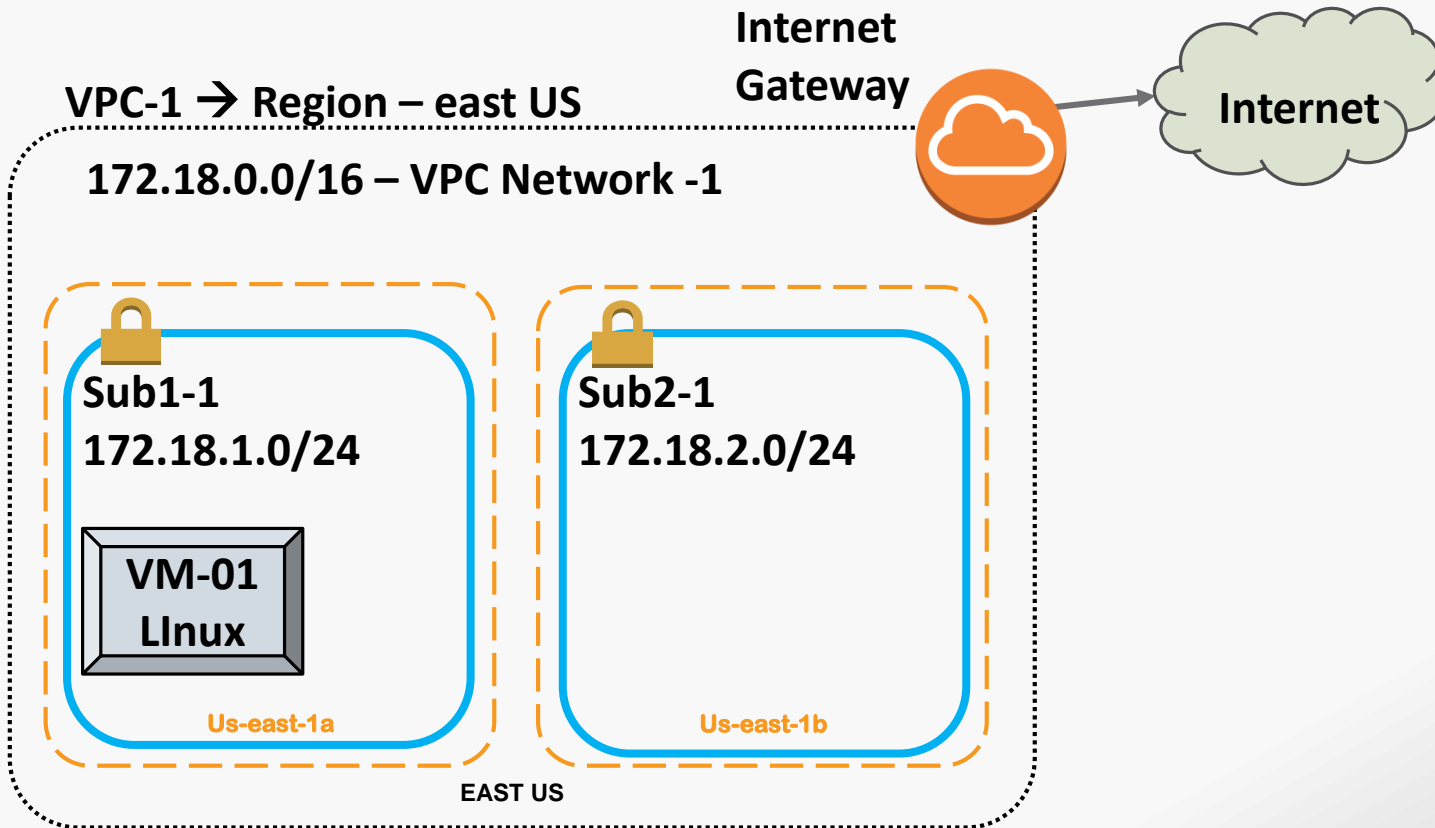 Internet
Gateway
Internet
VPC-1 → Region – east US
172.18.0.0/16 – VPC Network -1
Sub1-1
172.18.1.0/24
VM-01
LInux
Us-east-1a
Sub2-1
172.18.2.0/24
Us-east-1b
EAST US